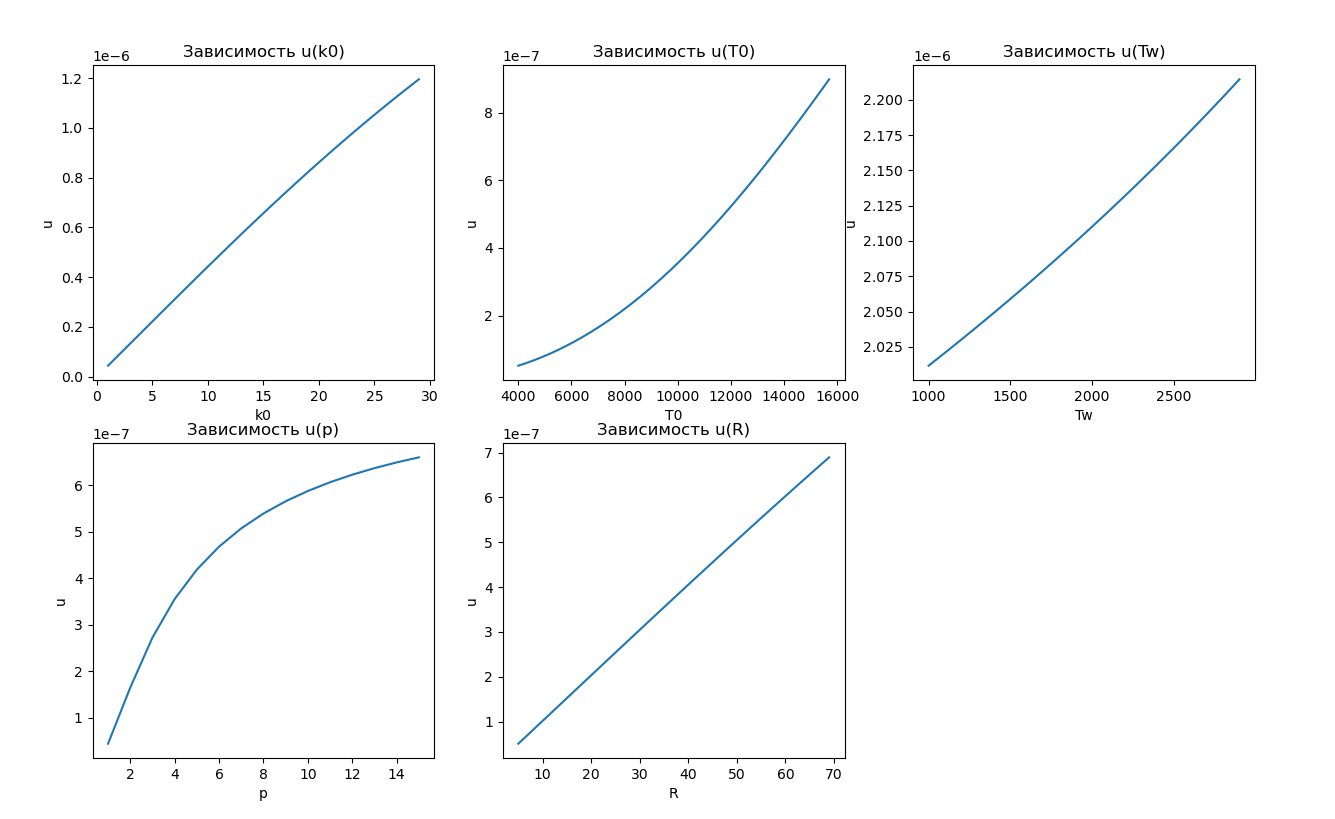 Зависимость u(k0)
1e−6
1.2
1.0
0.8
0.6
0.4
0.2
0.0
u
0 5 10 15 20 25 30
k0
Зависимость u(T0)
1e−7
8
6
4
2
u
4000 6000 8000 10000 12000 14000 16000
T0
Зависимость u(Tw)
1e−6
2.200
2.175
2.150
2.125
2.100
2.075
2.050
2.025
u
1000 1500 2000 2500
Tw
Зависимость u(p)
1e−7
6
5
4
3
2
1
u
2 4 6 8 10 12 14
p
Зависимость u(R)
1e−7
7
6
5
4
3
2
1
u
10 20 30 40 50 60 70
R